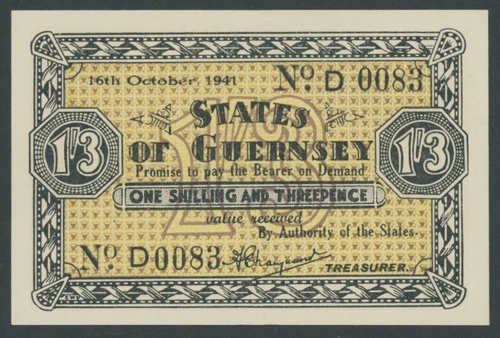 16th October, 1941 No. D 0083
STATES
OF GUERNSEY
1'3 1'3
Promise to pay the Bearer on Demand
ONE SHILLING AND THREEPENCE
value received
By Authority of the States.
No. D0083
TREASURER.